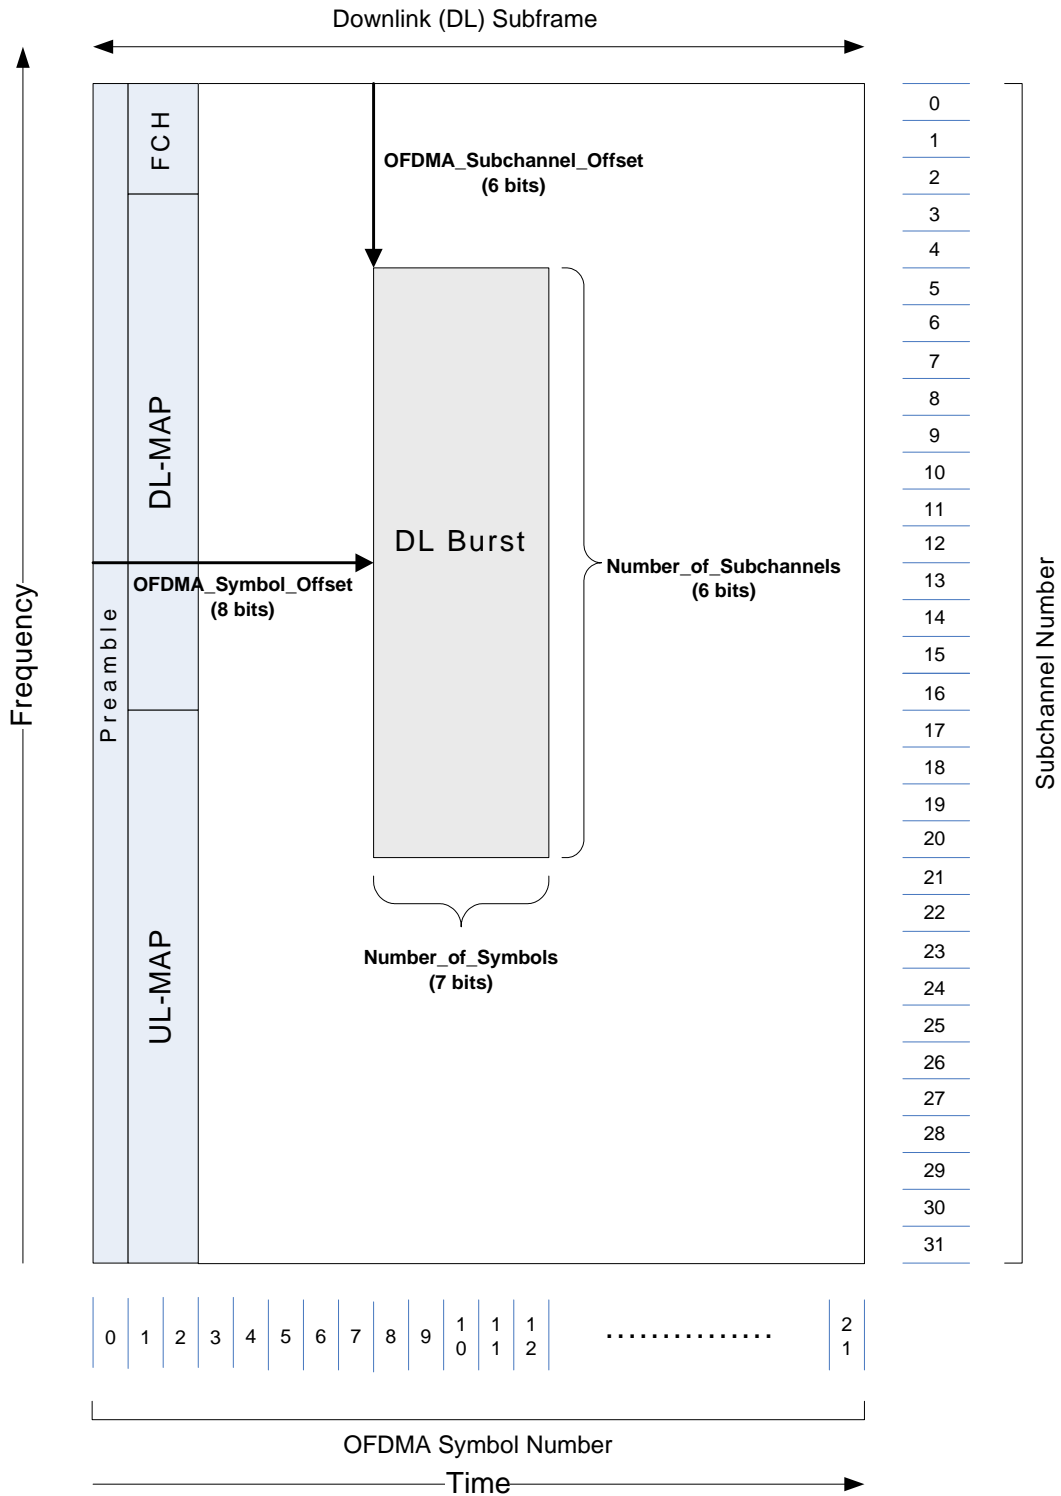 Downlink (DL) Subframe
FCH
OFDMA_Subchannel_Offset
(6 bits)
DL-MAP
DL Burst
OFDMA_Symbol_Offset
(8 bits)
Number_of_Subchannels
(6 bits)
Preamble
Frequency
UL-MAP
Number_of_Symbols
(7 bits)
0
1
2
3
4
5
6
7
8
9
10
11
12
13
14
15
16
17
18
19
20
21
22
23
24
25
26
27
28
29
30
31
Subchannel Number
0 1 2 3 4 5 6 7 8 9 10 11 12 ............... 21
OFDMA Symbol Number
Time